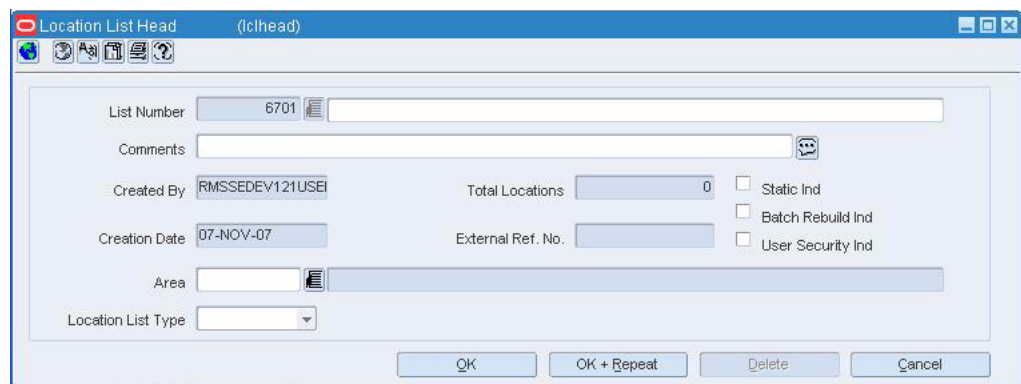 Location List Head (lclhead)
List Number 6701
Comments
Created By RMSSEDEV121USE Total Locations 0 Static Ind
Batch Rebuild Ind
Creation Date 07-NOV-07 External Ref. No. User Security Ind
Area
Location List Type
OK OK + Repeat Delete Cancel